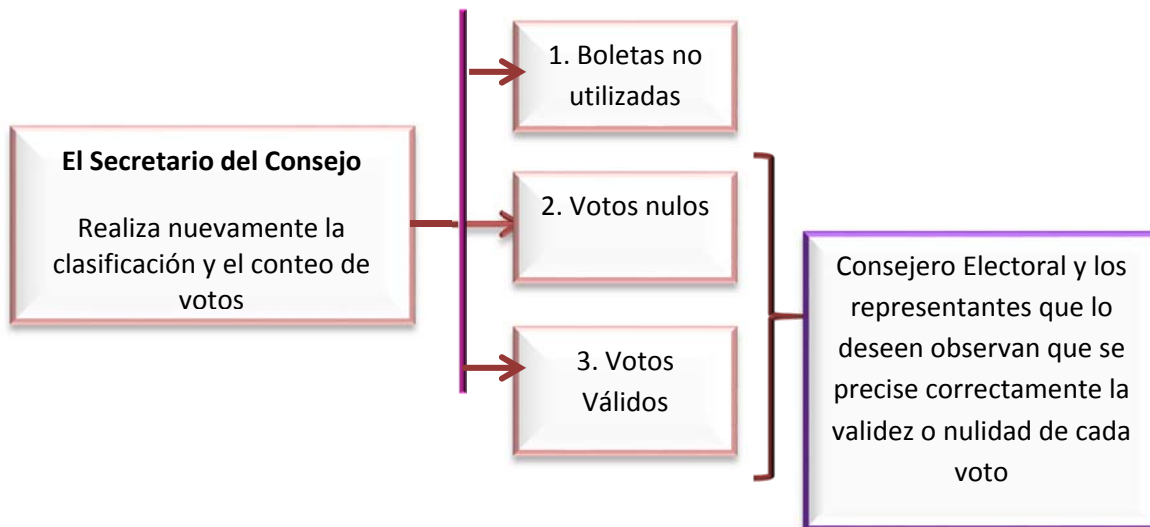 El Secretario del Consejo
Realiza nuevamente la
clasificación y el conteo de
votos
1. Boletas no
utilizadas
2. Votos nulos
3. Votos
Válidos
Consejero Electoral y los
representantes que lo
deseen observan que se
precise correctamente la
validez o nulidad de cada
voto